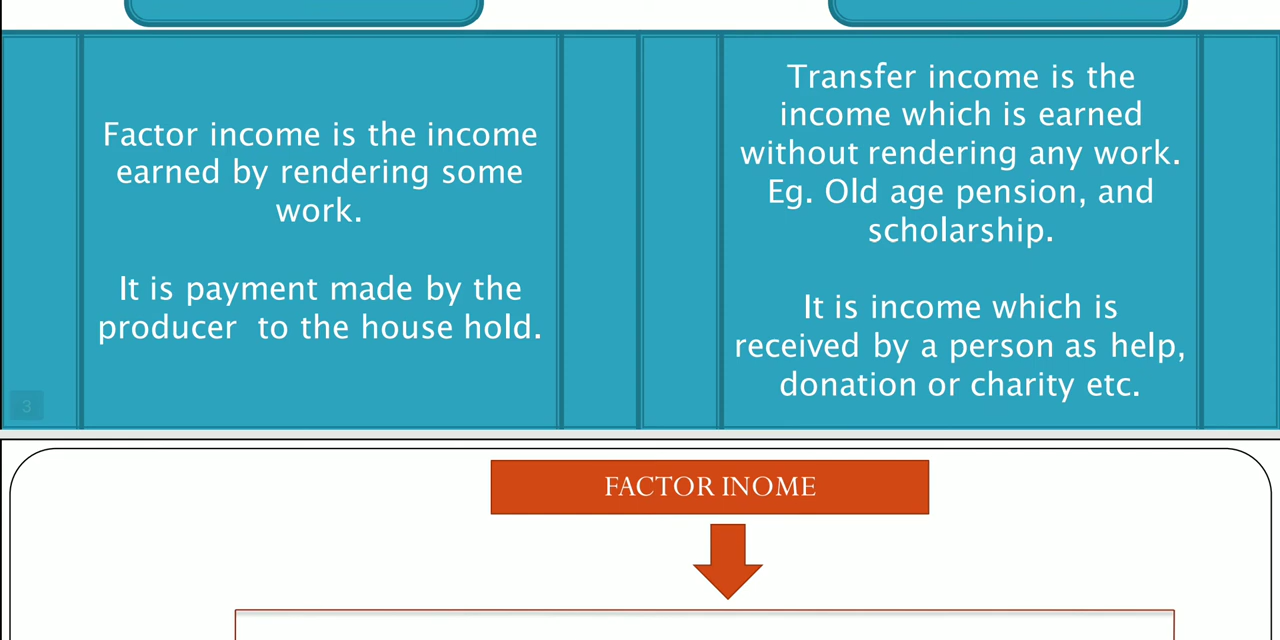 Factor income is the income
earned by rendering some
work.
It is payment made by the
producer to the house hold.
Transfer income is the
income which is earned
without rendering any work.
Eg. Old age pension, and
scholarship.
It is income which is
received by a person as help,
donation or charity etc.
3
FACTOR INOME